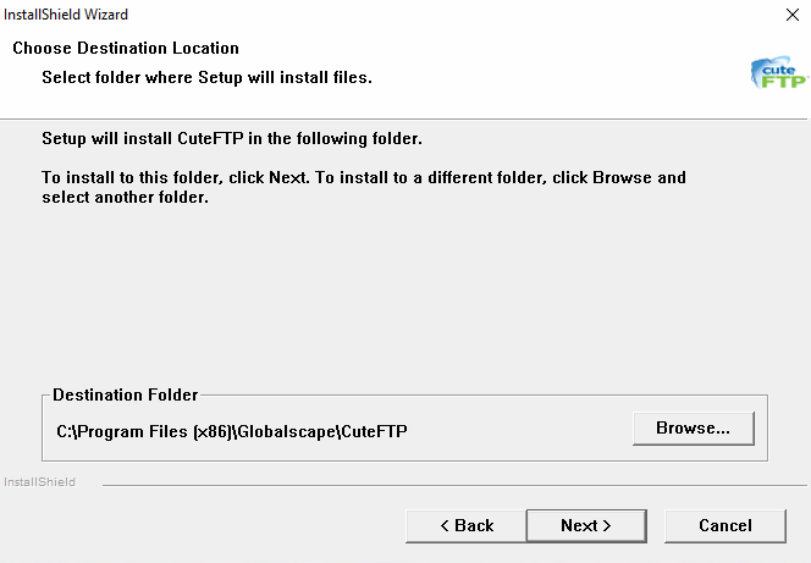 InstallShield Wizard
Choose Destination Location
Select folder where Setup will install files.
cute
FTP
Setup will install CuteFTP in the following folder.
To install to this folder, click Next. To install to a different folder, click Browse and
select another folder.
Destination Folder
C:\Program Files (x86)\Globalscape\CuteFTP
Browse...
InstallShield
< Back
Next >
Cancel